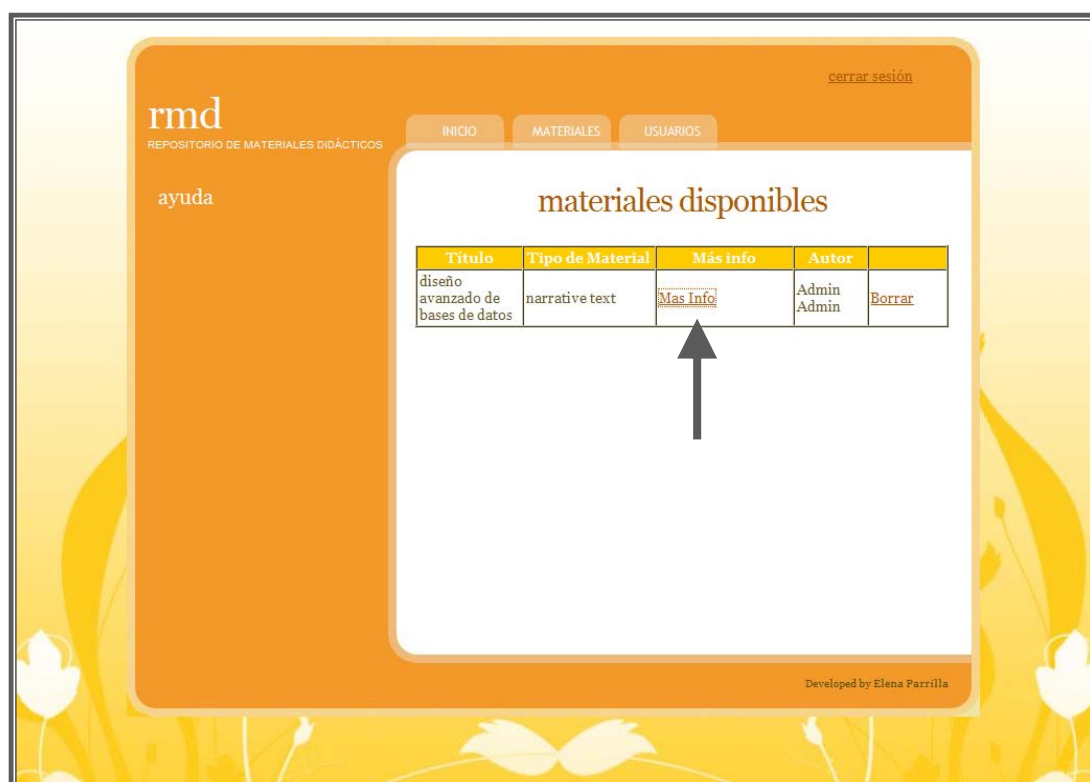 cerrar sesión
rmd
REPOSITORIO DE MATERIALES DIDÁCTICOS
INICIO MATERIALES USUARIOS
ayuda
materiales disponibles
Título Tipo de Material Más info Autor
diseño
avanzado de
bases de datos
narrative text
Mas Info
Admin
Admin
Borrar
Developed by Elena Parrilla